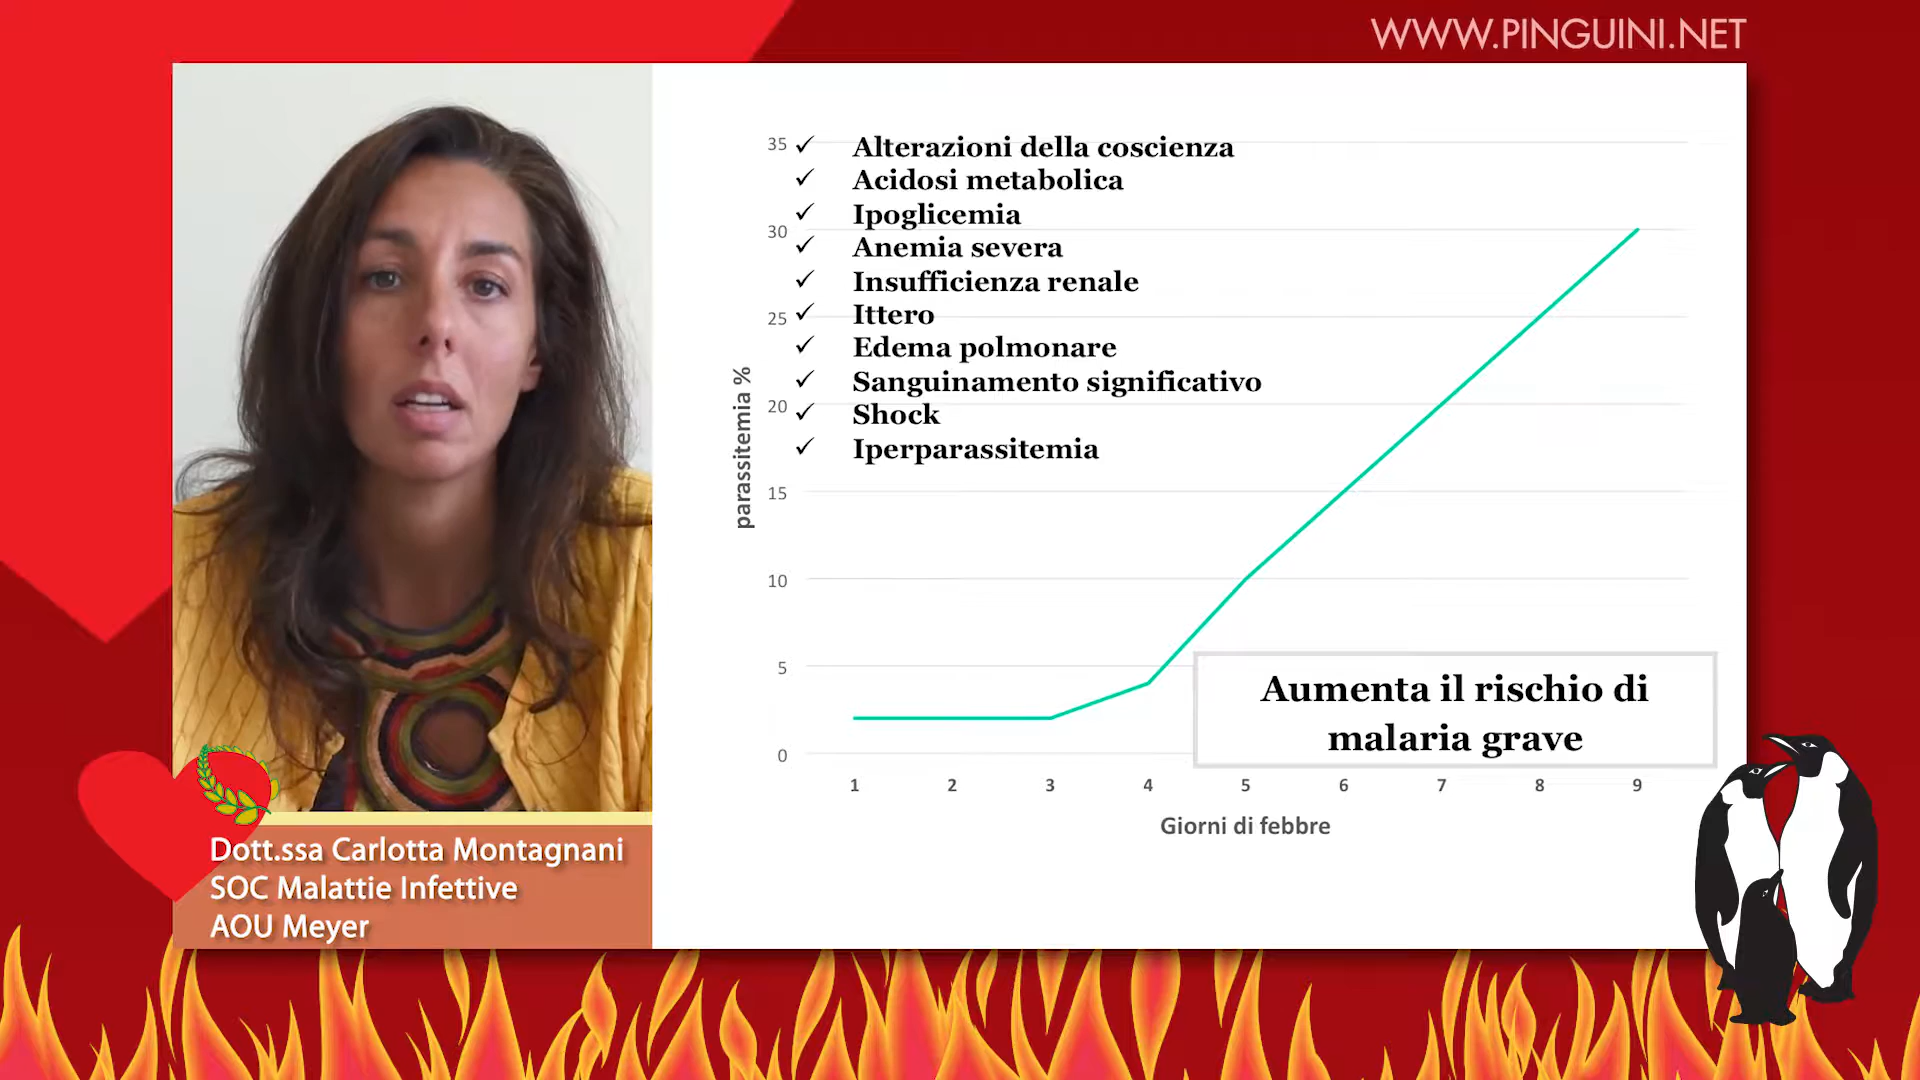 WWW.PINGUINI.NET
35
30
25
20
15
10
5
0
parassitemia %
✓ Alterazioni della coscienza
✓ Acidosi metabolica
✓ Ipoglicemia
✓ Anemia severa
✓ Insufficienza renale
✓ Ittero
✓ Edema polmonare
✓ Sanguinamento significativo
✓ Shock
✓ Iperparassitemia
Aumenta il rischio di
malaria grave
1 2 3 4 5 6 7 8 9
Giorni di febbre
Dott.ssa Carlotta Montagnani
SOC Malattie Infettive
AOU Meyer